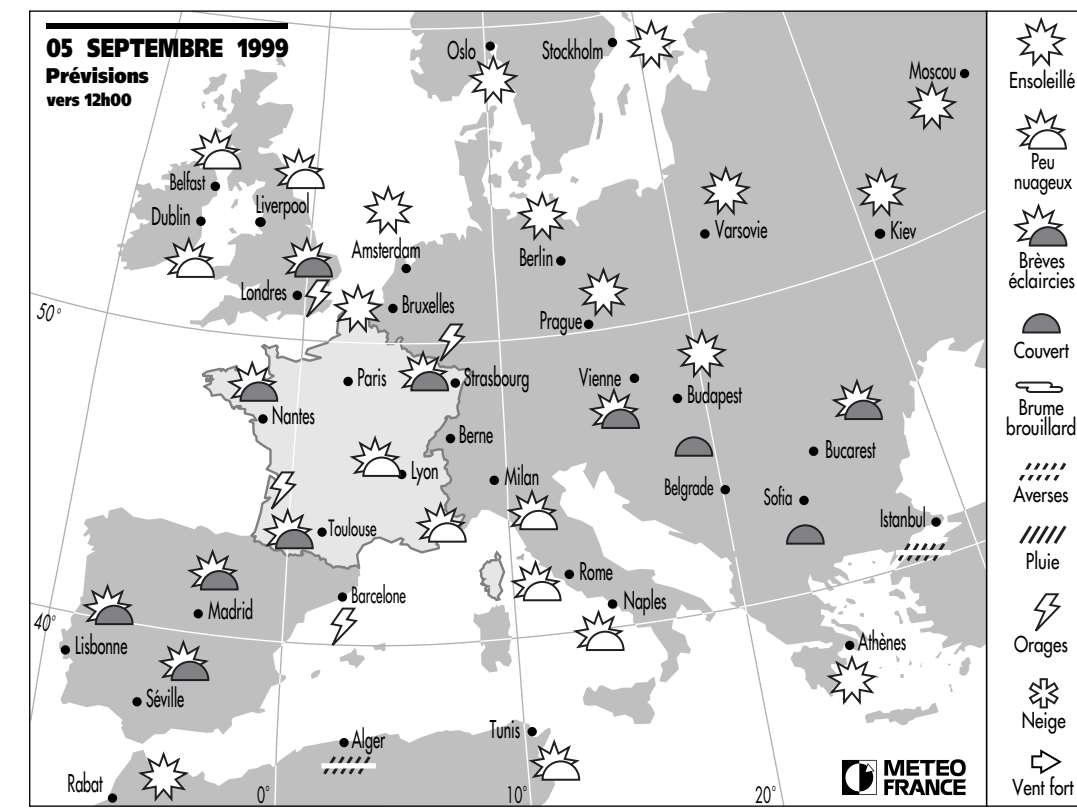 05 SEPTEMBRE 1999
Prévisions
vers 12h00
Oslo
Stockholm
Moscou
Belfast
Dublin
Liverpool
Amsterdam
Berlin
Varsovie
Kiev
Londres
Bruxelles
Prague
50°
Paris
Strasbourg
Vienne
Budapest
Nantes
Berne
Bucarest
Lyon
Milan
Belgrade
Sofia
Istanbul
Toulouse
Rome
Barcelone
Naples
Madrid
40°
Lisbonne
Athènes
Séville
Alger
Tunis
Rabat
0°
10°
20°
METEO
FRANCE
Ensoleillé
Peu
nuageux
Brèves
éclaircies
Couvert
Brume
brouillard
Averses
Pluie
Orages
Neige
Vent fort